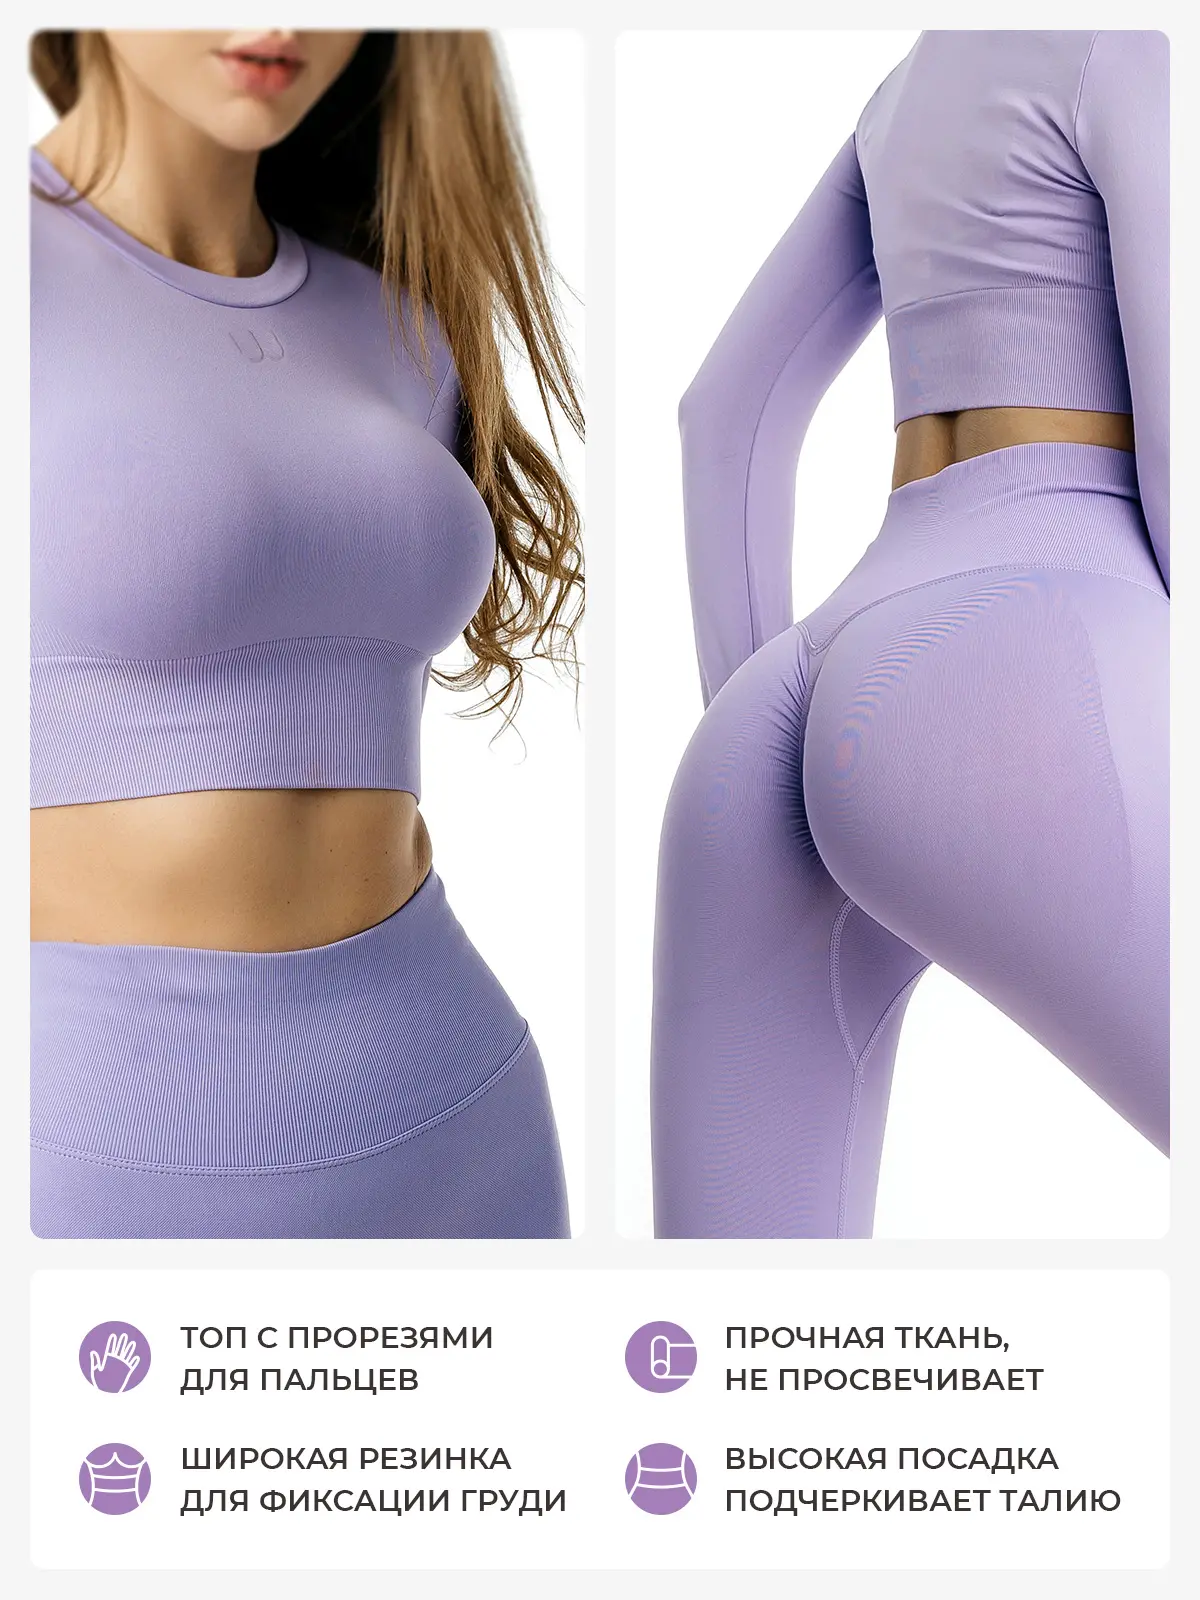 ТОП С ПРОРЕЗЯМИ
ДЛЯ ПАЛЬЦЕВ
ПРОЧНАЯ ТКАНЬ,
НЕ ПРОСВЕЧИВАЕТ
ШИРОКАЯ РЕЗИНКА
ДЛЯ ФИКСАЦИИ ГРУДИ
ВЫСОКАЯ ПОСАДКА
ПОДЧЕРКИВАЕТ ТАЛИЮ